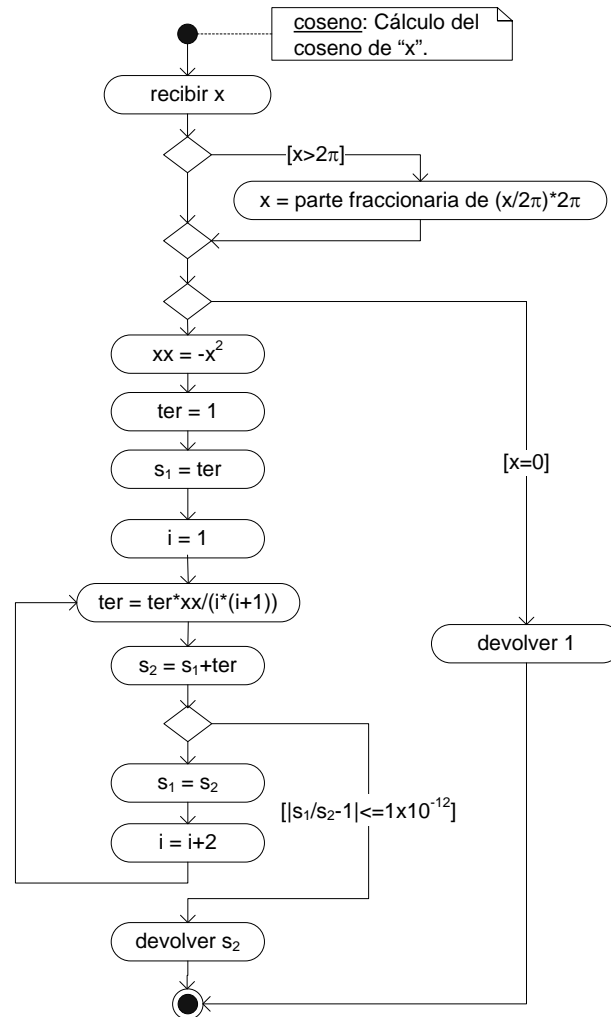 coseno: Cálculo del
coseno de “x”.
recibir x
[x>2π]
x = parte fraccionaria de (x/2π)*2π
xx = -x²
ter = 1
s₁ = ter
[x=0]
i = 1
ter = ter*xx/(i*(i+1))
devolver 1
s₂ = s₁+ter
s₁ = s₂
[|s₁/s₂-1|<=1x10⁻¹²]
i = i+2
devolver s₂